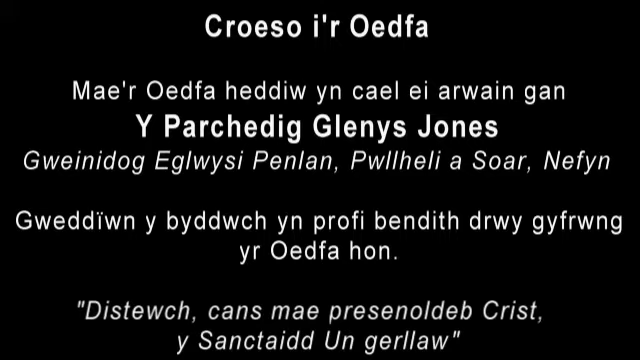 Croeso i'r Oedfa
Mae'r Oedfa heddiw yn cael ei arwain gan
Y Parchedig Glenys Jones
Gweinidog Eglwysi Penlan, Pwllheli a Soar, Nefyn
Gweddïwn y byddwch yn profi bendith drwy gyfrwng
yr Oedfa hon.
"Distewch, cans mae presenoldeb Crist,
y Sanctaidd Un gerllaw"